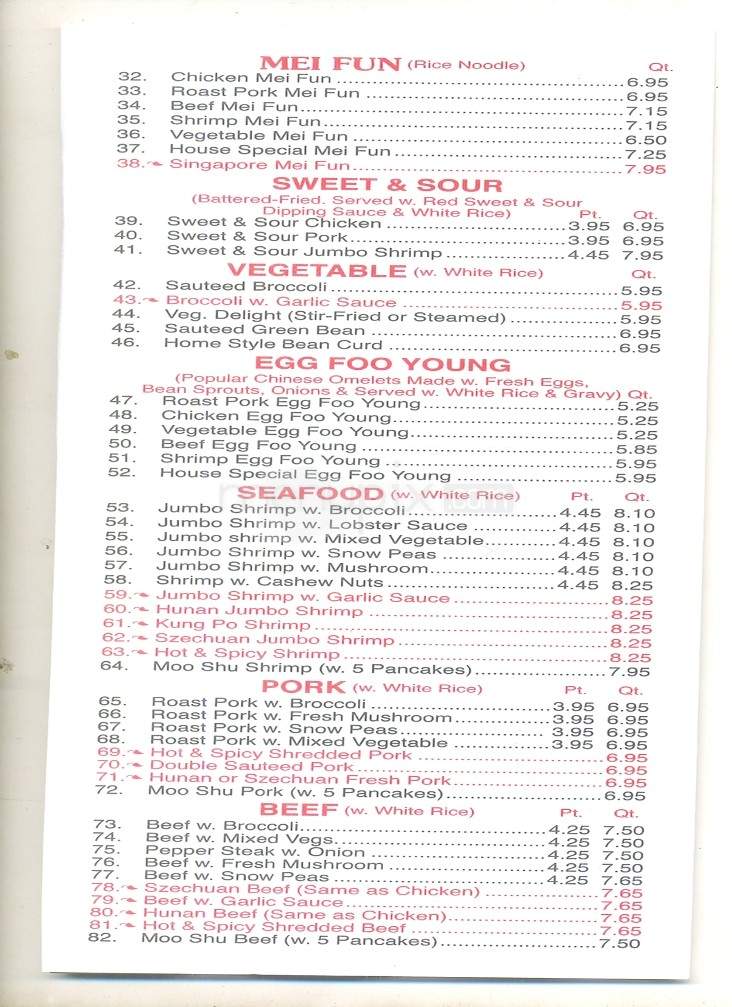 MEI FUN (Rice Noodle) Qt.
32. Chicken Mei Fun 6.95
33. Roast Pork Mei Fun 6.95
34. Beef Mei Fun 7.15
35. Shrimp Mei Fun 7.15
36. Vegetable Mei Fun 6.50
37. House Special Mei Fun 7.25
38. Singapore Mei Fun 7.95
SWEET & SOUR
(Battered-Fried. Served w. Red Sweet & Sour
Dipping Sauce & White Rice) Pt. Qt.
39. Sweet & Sour Chicken 3.95 6.95
40. Sweet & Sour Pork 3.95 6.95
41. Sweet & Sour Jumbo Shrimp 4.45 7.95
VEGETABLE (w. White Rice) Qt.
42. Sauteed Broccoli 5.95
43. Broccoli w. Garlic Sauce 5.95
44. Veg. Delight (Stir-Fried or Steamed) 5.95
45. Sauteed Green Bean 6.95
46. Home Style Bean Curd 6.95
EGG FOO YOUNG
(Popular Chinese Omelets Made w. Fresh Eggs,
Bean Sprouts, Onions & Served w. White Rice & Gravy) Qt.
47. Roast Pork Egg Foo Young 5.25
48. Chicken Egg Foo Young 5.25
49. Vegetable Egg Foo Young 5.25
50. Beef Egg Foo Young 5.85
51. Shrimp Egg Foo Young 5.95
52. House Special Egg Foo Young 5.95
SEAFOOD (w. White Rice) Pt. Qt.
53. Jumbo Shrimp w. Broccoli 4.45 8.10
54. Jumbo Shrimp w. Lobster Sauce 4.45 8.10
55. Jumbo shrimp w. Mixed Vegetable 4.45 8.10
56. Jumbo Shrimp w. Snow Peas 4.45 8.10
57. Jumbo Shrimp w. Mushroom 4.45 8.10
58. Shrimp w. Cashew Nuts 4.45 8.25
59. Jumbo Shrimp w. Garlic Sauce 8.25
60. Hunan Jumbo Shrimp 8.25
61. Kung Po Shrimp 8.25
62. Szechuan Jumbo Shrimp 8.25
63. Hot & Spicy Shrimp 8.25
64. Moo Shu Shrimp (w. 5 Pancakes) 7.95
PORK (w. White Rice) Pt. Qt.
65. Roast Pork w. Broccoli 3.95 6.95
66. Roast Pork w. Fresh Mushroom 3.95 6.95
67. Roast Pork w. Snow Peas 3.95 6.95
68. Roast Pork w. Mixed Vegetable 3.95 6.95
69. Hot & Spicy Shredded Pork 6.95
70. Double Sauteed Pork 6.95
71. Hunan or Szechuan Fresh Pork 6.95
72. Moo Shu Pork (w. 5 Pancakes) 6.95
BEEF (w. White Rice) Pt. Qt.
73. Beef w. Broccoli 4.25 7.50
74. Beef w. Mixed Vegs. 4.25 7.50
75. Pepper Steak w. Onion 4.25 7.50
76. Beef w. Fresh Mushroom 4.25 7.50
77. Beef w. Snow Peas 4.25 7.65
78. Szechuan Beef (Same as Chicken) 7.65
79. Beef w. Garlic Sauce 7.65
80. Hunan Beef (Same as Chicken) 7.65
81. Hot & Spicy Shredded Beef 7.65
82. Moo Shu Beef (w. 5 Pancakes) 7.50